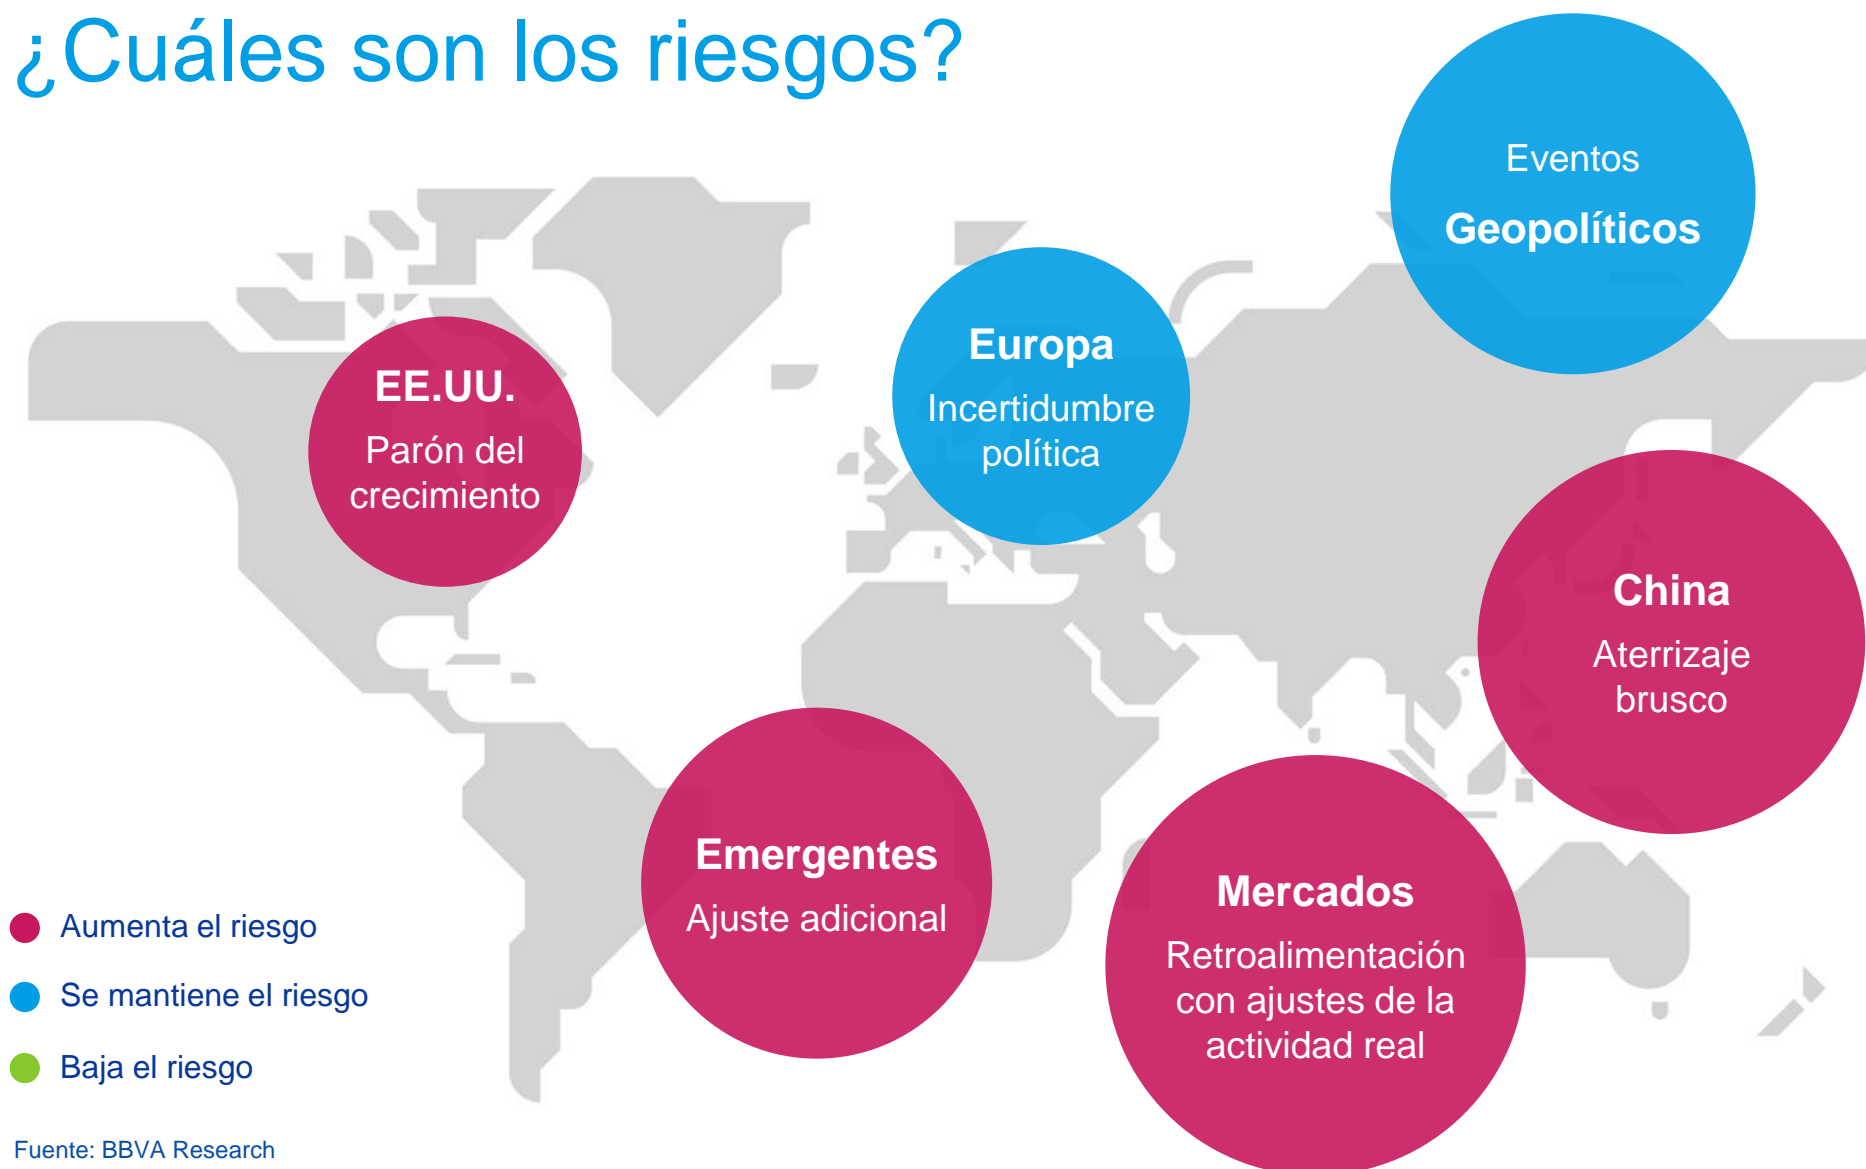 ¿Cuáles son los riesgos?
Eventos
Geopolíticos
Europa
Incertidumbre
política
EE.UU.
Parón del
crecimiento
China
Aterrizaje
brusco
Emergentes
Ajuste adicional
Mercados
Retroalimentación
con ajustes de la
actividad real
Aumenta el riesgo
Se mantiene el riesgo
Baja el riesgo
Fuente: BBVA Research